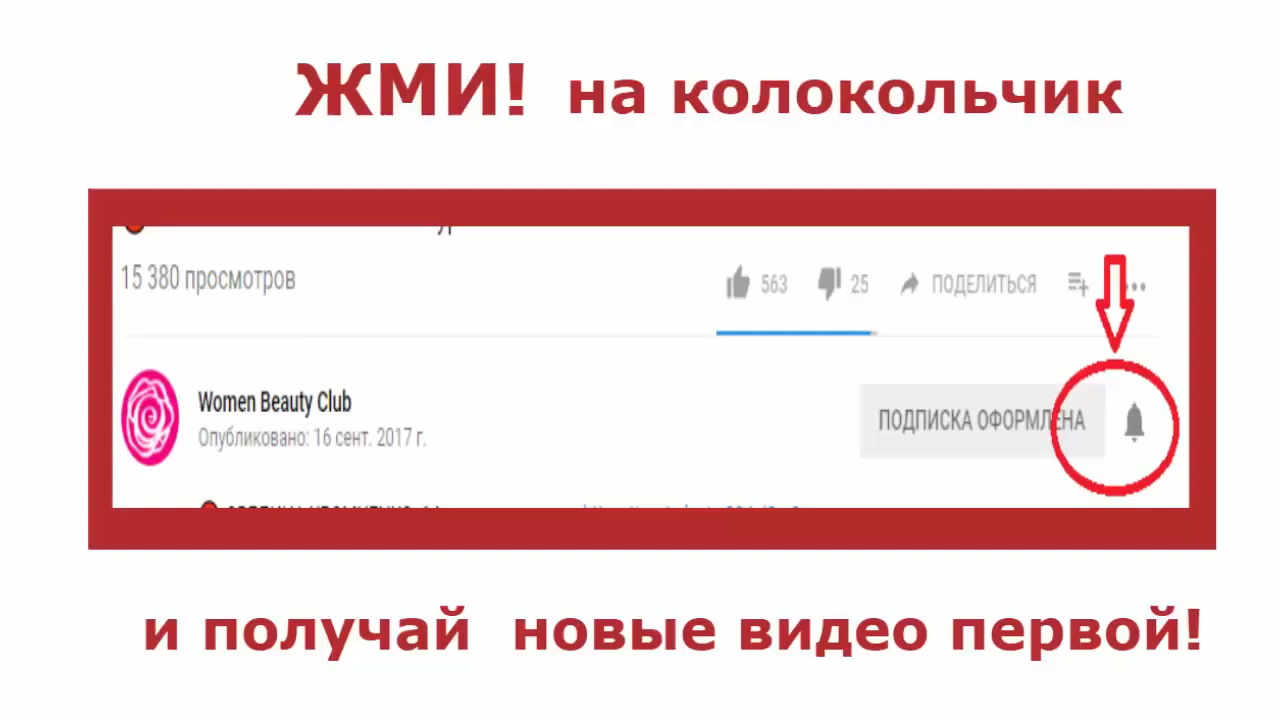 ЖМИ! на колокольчик
15 380 просмотров
563 25 ПОДЕЛИТЬСЯ
Women Beauty Club
Опубликовано: 16 сент. 2017 г.
ПОДПИСКА ОФОРМЛЕНА
и получай новые видео первой!